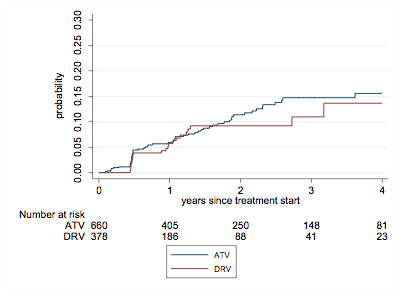 0.30
0.25
0.20
0.15
0.10
0.05
0.00
probability
0 1 2 3 4
years since treatment start
Number at risk
ATV 660 405 250 148 81
DRV 378 186 88 41 23
ATV
DRV